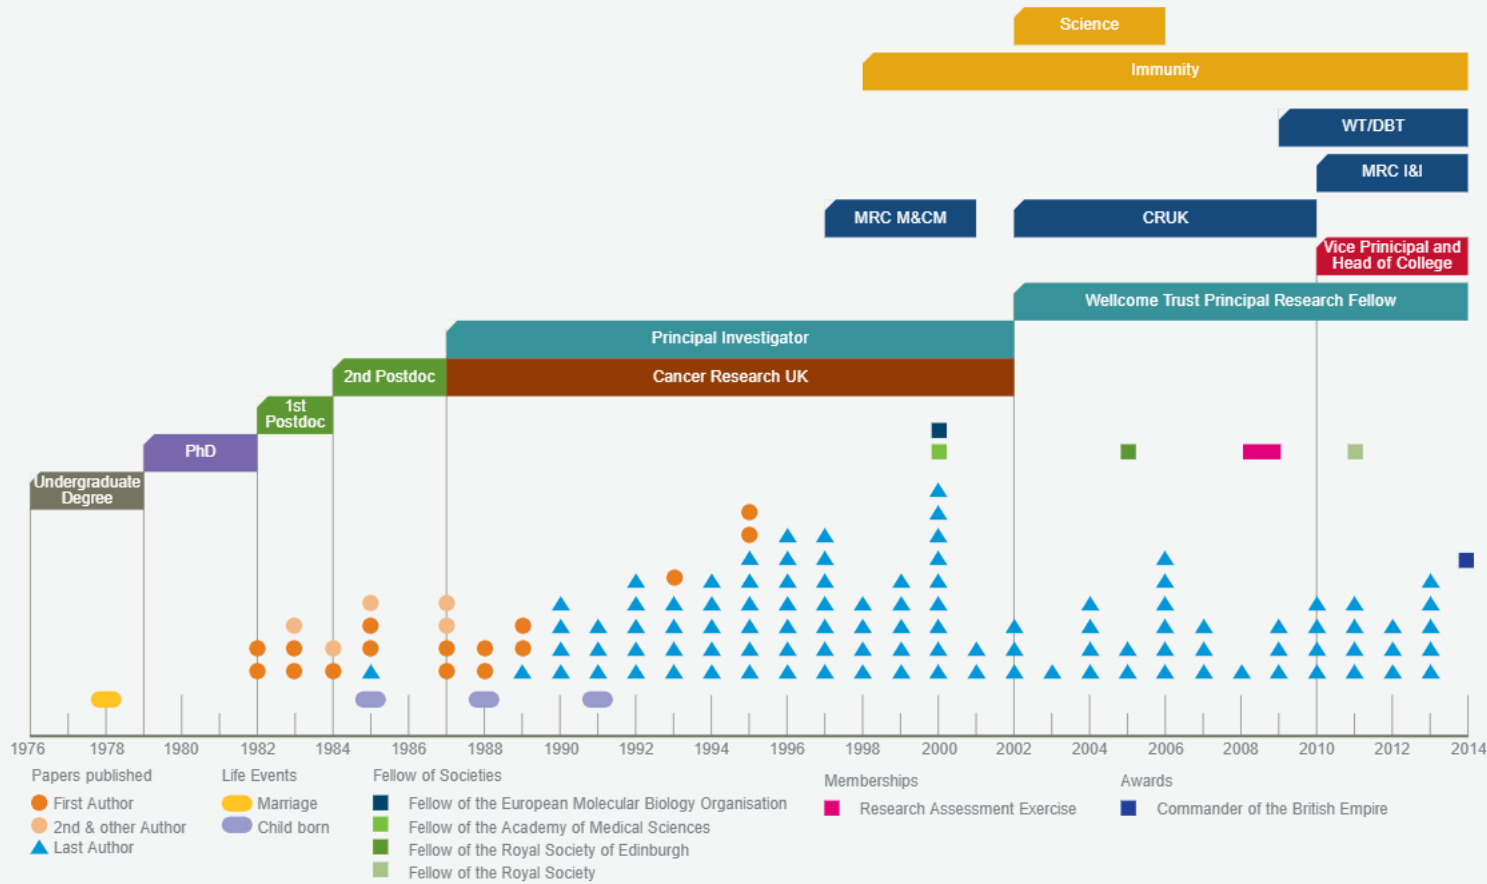 Science
Immunity
WT/DBT
MRC I&I
MRC M&CM
CRUK
Vice Prinicipal and
Head of College
Wellcome Trust Principal Research Fellow
Principal Investigator
2nd Postdoc
Cancer Research UK
1st
Postdoc
PhD
Undergraduate
Degree
1976 1978 1980 1982 1984 1986 1988 1990 1992 1994 1996 1998 2000 2002 2004 2006 2008 2010 2012 2014
Papers published
First Author
2nd & other Author
Last Author
Life Events
Marriage
Child born
Fellow of Societies
Fellow of the European Molecular Biology Organisation
Fellow of the Academy of Medical Sciences
Fellow of the Royal Society of Edinburgh
Fellow of the Royal Society
Memberships
Research Assessment Exercise
Awards
Commander of the British Empire